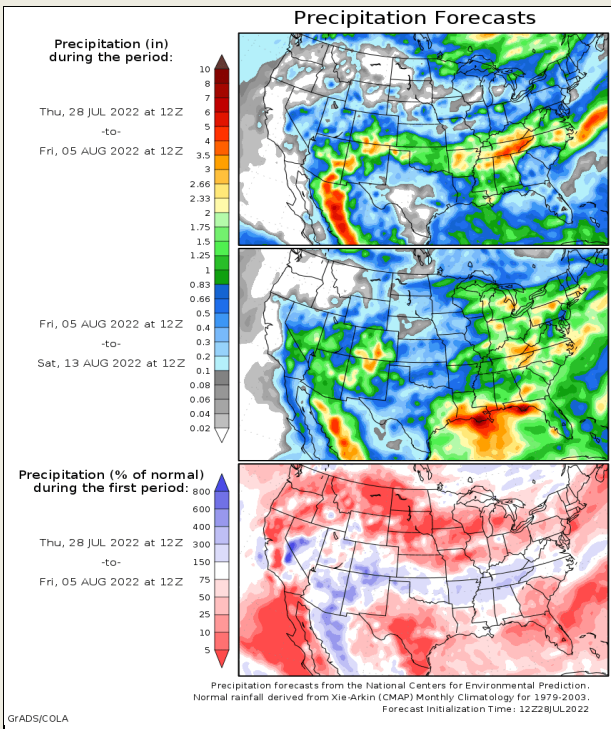 Precipitation Forecasts
Precipitation (in)
during the period:
Thu, 28 JUL 2022 at 12Z
-to-
Fri, 05 AUG 2022 at 12Z
10
8
7
6
5
4
3.5
3
2.66
2.33
2
1.75
1.5
1.25
1
0.83
0.66
0.5
0.4
0.3
0.2
0.1
0.08
0.06
0.04
0.02
Fri, 05 AUG 2022 at 12Z
-to-
Sat, 13 AUG 2022 at 12Z
Precipitation (% of normal)
during the first period:
Thu, 28 JUL 2022 at 12Z
-to-
Fri, 05 AUG 2022 at 12Z
800
600
400
300
150
75
50
25
10
5
Precipitation forecasts from the National Centers for Environmental Prediction.
Normal rainfall derived from Xie-Arkin (CMAP) Monthly Climatology for 1979-2003.
Forecast Initialization Time: 12Z28JUL2022
GrADS/COLA